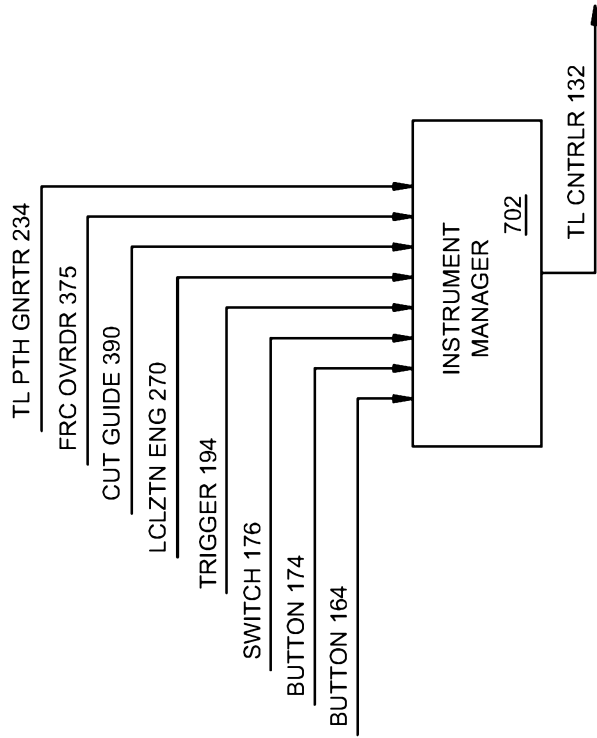 TL PTH GNRTR 234
FRC OVRDR 375
CUT GUIDE 390
LCLZTN ENG 270
TRIGGER 194
SWITCH 176
BUTTON 174
BUTTON 164
INSTRUMENT
MANAGER
702
TL CNTRLR 132